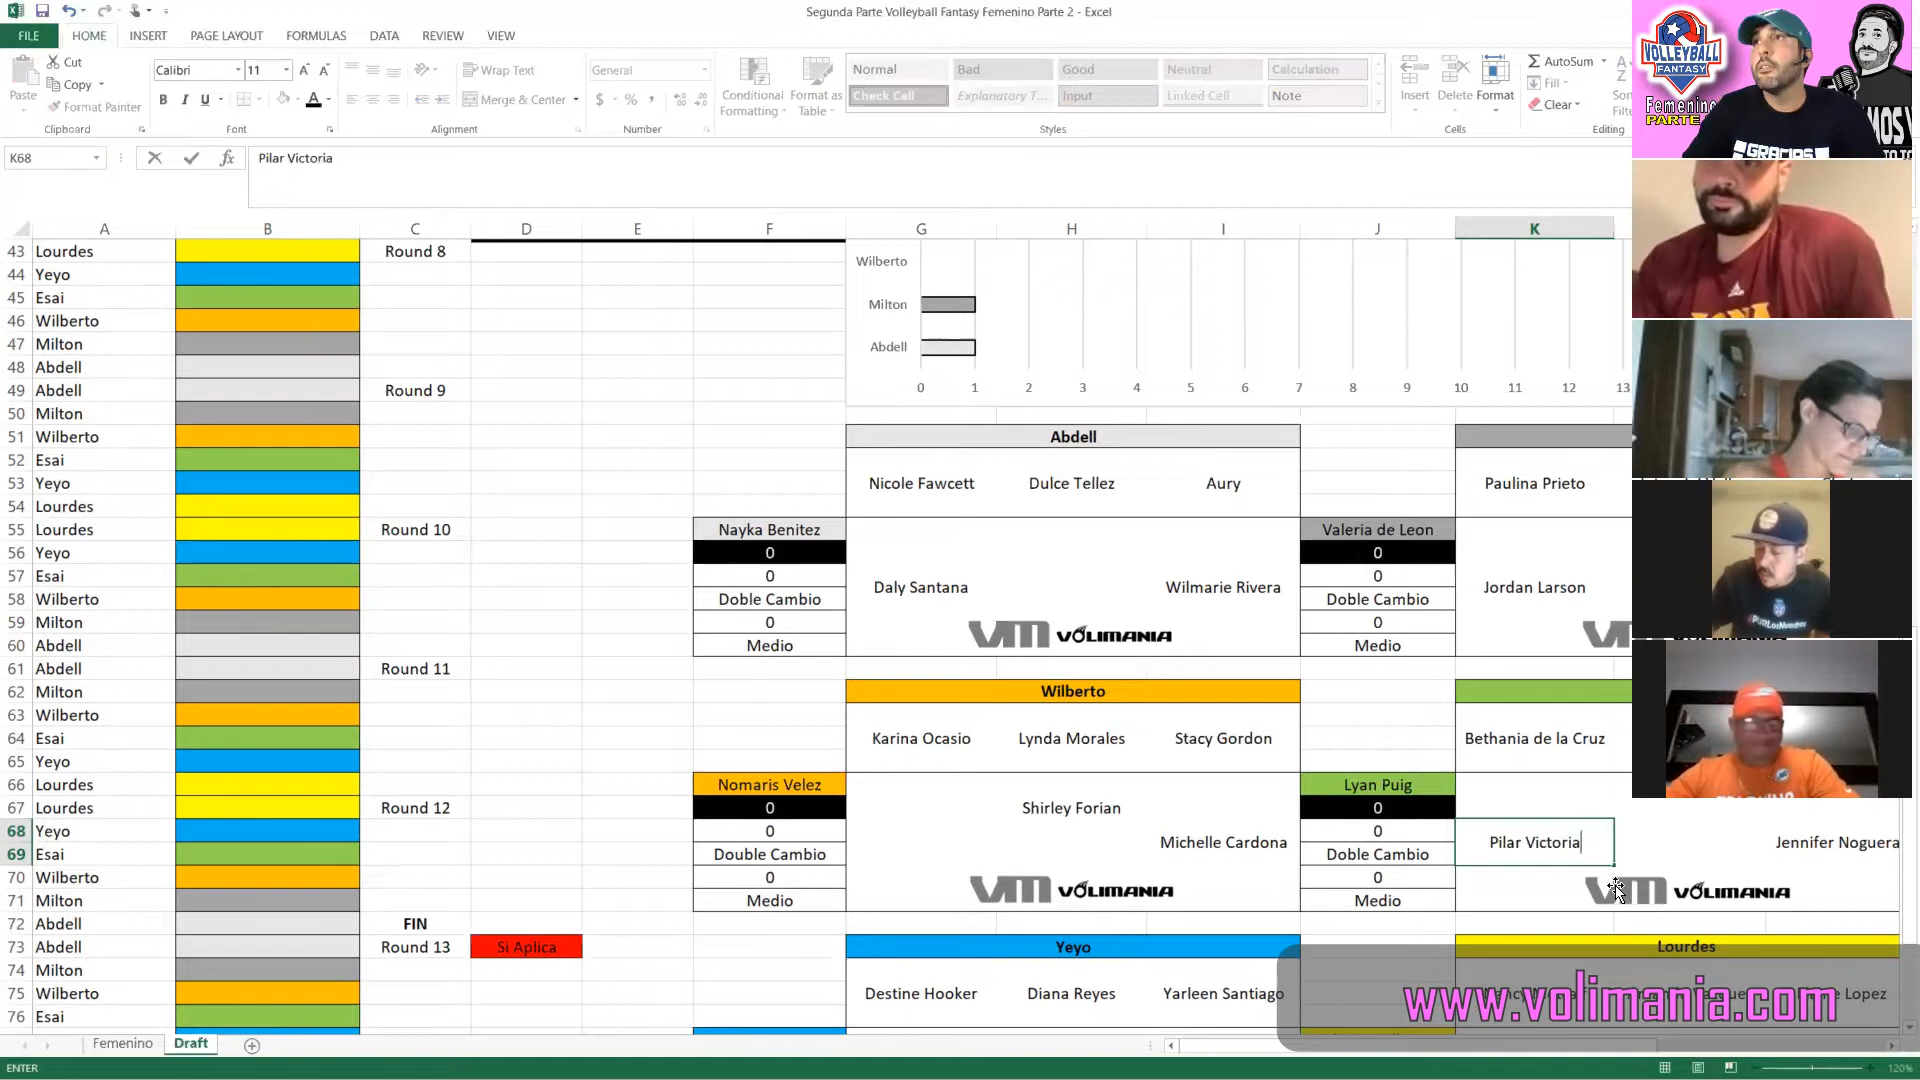 Segunda Parte Volleyball Fantasy Femenino Parte 2 - Excel
FILE HOME INSERT PAGE LAYOUT FORMULAS DATA REVIEW VIEW
Cut
Copy
Format Painter
Paste
Clipboard
Calibri 11
B I U
Font
Wrap Text
Merge & Center
Alignment
General
$ %
Number
Conditional Formatting
Format as Table
Normal Bad Good Neutral Calculation
Check Cell Explanatory T... Input Linked Cell Note
Styles
Insert Delete Format
Cells
AutoSum
Fill
Clear
Editing
VOLLEYBALL
FANTASY
Femenino
PARTE
GRACIAS
K68
Pilar Victoria
A B C D E F G H I J K
43 Lourdes Round 8
44 Yeyo
45 Esai
46 Wilberto
47 Milton
48 Abdell
49 Abdell Round 9
50 Milton
51 Wilberto
52 Esai
53 Yeyo
54 Lourdes
55 Lourdes Round 10
56 Yeyo
57 Esai
58 Wilberto
59 Milton
60 Abdell
61 Abdell Round 11
62 Milton
63 Wilberto
64 Esai
65 Yeyo
66 Lourdes
67 Lourdes Round 12
68 Yeyo
69 Esai
70 Wilberto
71 Milton
72 Abdell FIN
73 Abdell Round 13 Si Aplica
74 Milton
75 Wilberto
76 Esai
Wilberto
Milton
Abdell
0 1 2 3 4 5 6 7 8 9 10 11 12 13
Abdell
Nicole Fawcett Dulce Tellez Aury
Paulina Prieto
Nayka Benitez
0
0
Doble Cambio
0
Medio
Daly Santana Wilmarie Rivera
VM VOLIMANIA
Valeria de Leon
0
0
Doble Cambio
0
Medio
Jordan Larson
Wilberto
Karina Ocasio Lynda Morales Stacy Gordon
Bethania de la Cruz
Nomaris Velez
0
0
Double Cambio
0
Medio
Shirley Forian
Michelle Cardona
VM VOLIMANIA
Lyan Puig
0
0
Doble Cambio
0
Medio
Pilar Victoria
Jennifer Noguera
VM VOLIMANIA
Yeyo
Destine Hooker Diana Reyes Yarleen Santiago
Lourdes
Lopez
www.volimania.com
Femenino Draft
ENTER
120%